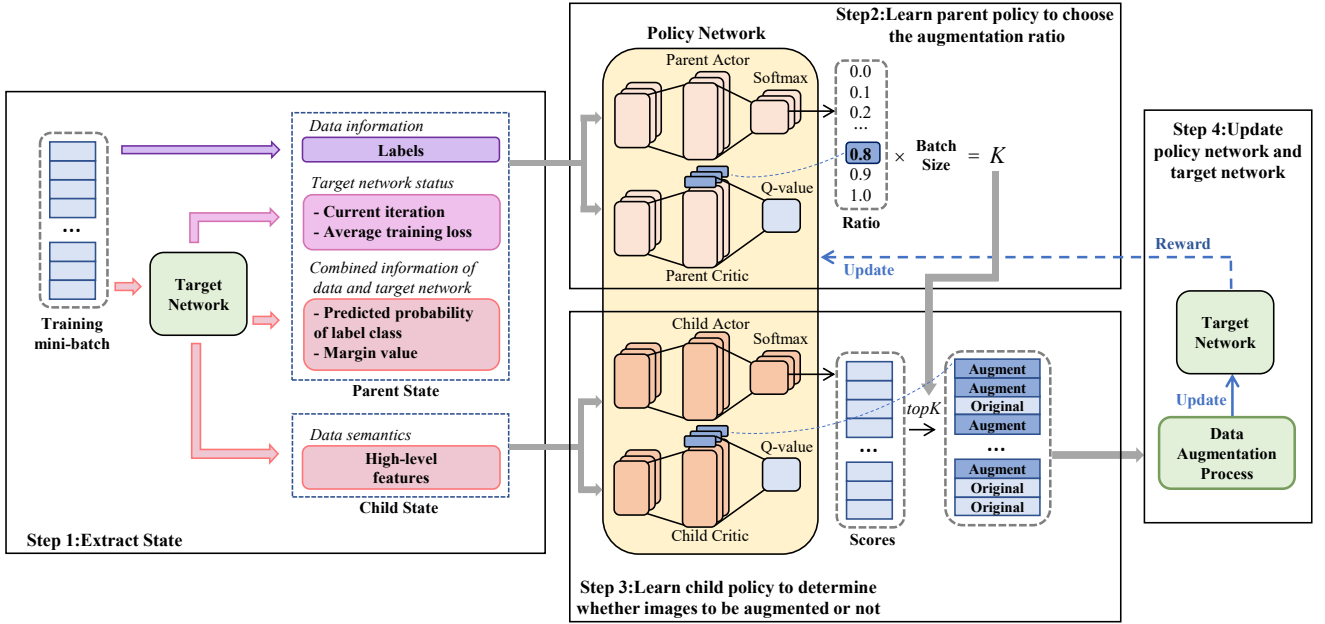 Training
mini-batch
Target
Network
Data information
Labels
Target network status
- Current iteration
- Average training loss
Combined information of
data and target network
- Predicted probability
of label class
- Margin value
Parent State
Data semantics
High-level
features
Child State
Step 1:Extract State
Step2:Learn parent policy to choose
the augmentation ratio
Policy Network
Parent Actor
Softmax
Q-value
Parent Critic
0.0
0.1
0.2
...
0.8
0.9
1.0
Ratio
× Batch
Size = K
Update
Reward
Child Actor
Softmax
Q-value
Child Critic
...
Scores
topK
Augment
Augment
Original
Augment
...
Augment
Original
Original
Step 3:Learn child policy to determine
whether images to be augmented or not
Step 4:Update
policy network and
target network
Target
Network
Update
Data
Augmentation
Process